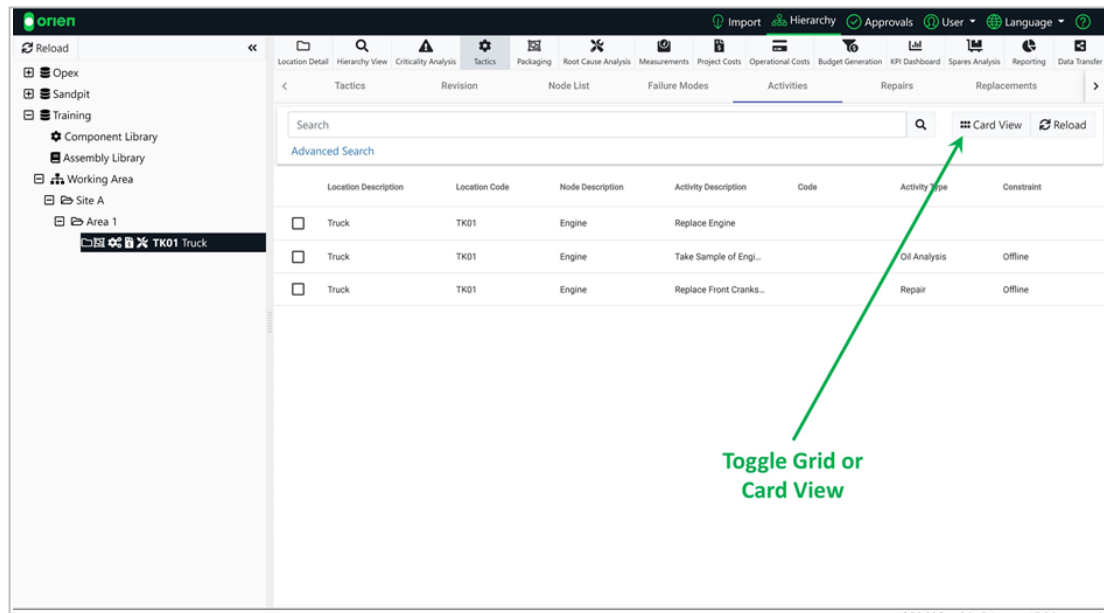 orien
Import Hierarchy Approvals User Language
Reload
Opex
Sandpit
Training
Component Library
Assembly Library
Working Area
Site A
Area 1
TK01 Truck
Location Detail Hierarchy View Criticality Analysis Tactics Packaging Root Cause Analysis Measurements Project Costs Operational Costs Budget Generation KPI Dashboard Spares Analysis Reporting Data Transfer
Tactics Revision Node List Failure Modes Activities Repairs Replacements
Search
Card View Reload
Advanced Search
Location Description Location Code Node Description Activity Description Code Activity Type Constraint
Truck TK01 Engine Replace Engine
Truck TK01 Engine Take Sample of Engi... Oil Analysis Offline
Truck TK01 Engine Replace Front Cranks... Repair Offline
Toggle Grid or
Card View